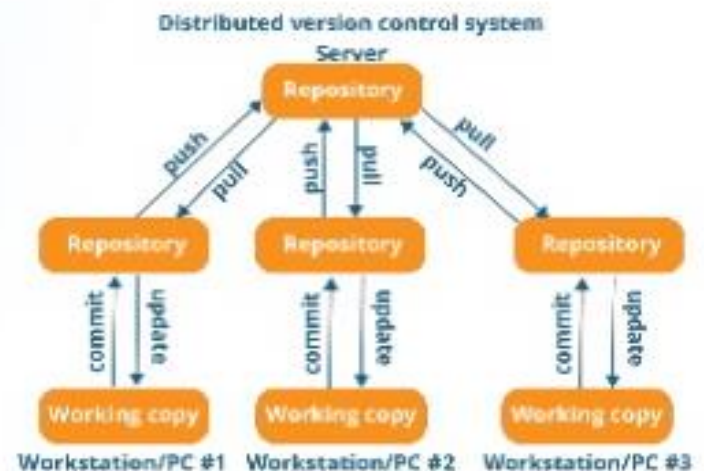 Distributed version control system
Server
Repository
push
pull
push
pull
push
pull
Repository
Repository
Repository
commit
update
commit
update
commit
update
Working copy
Working copy
Working copy
Workstation/PC #1
Workstation/PC #2
Workstation/PC #3